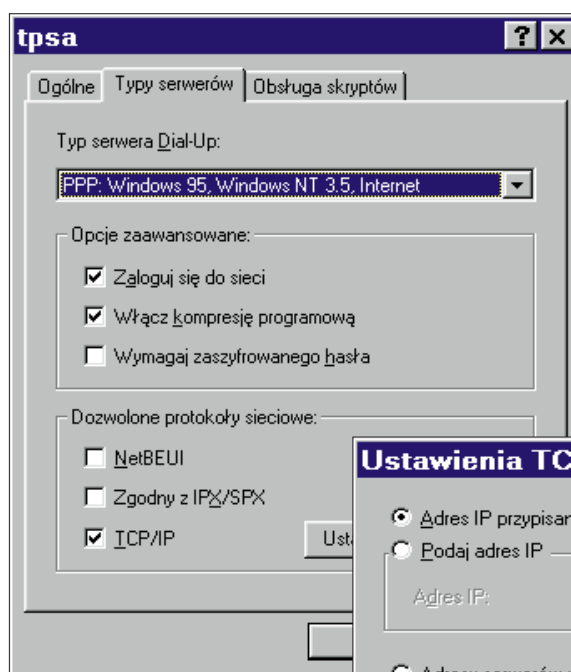 tpsa
Ogólne Typy serwerów Obsługa skryptów
Typ serwera Dial-Up:
PPP: Windows 95, Windows NT 3.5, Internet
Opcje zaawansowane:
Zaloguj się do sieci
Włącz kompresję programową
Wymagaj zaszyfrowanego hasła
Dozwolone protokoły sieciowe:
NetBEUI
Zgodny z IPX/SPX
TCP/IP
Ustawienia TC
Adres IP przypisan
Podaj adres IP
Adres IP: